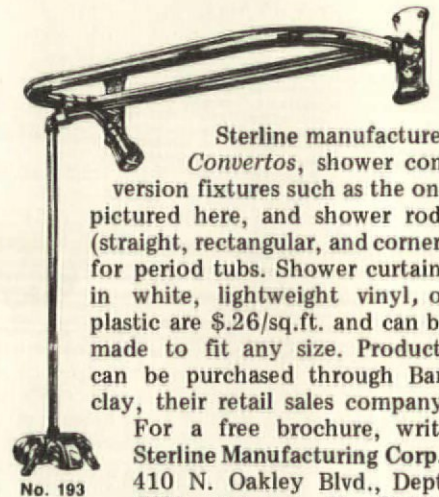 Sterline manufacture
Convertos, shower con
version fixtures such as the on
pictured here, and shower rod
(straight, rectangular, and corner
for period tubs. Shower curtain
in white, lightweight vinyl, o
plastic are $.26/sq.ft. and can b
made to fit any size. Product
can be purchased through Bar
clay, their retail sales company
For a free brochure, writ
Sterline Manufacturing Corp.
410 N. Oakley Blvd., Dept
No. 193